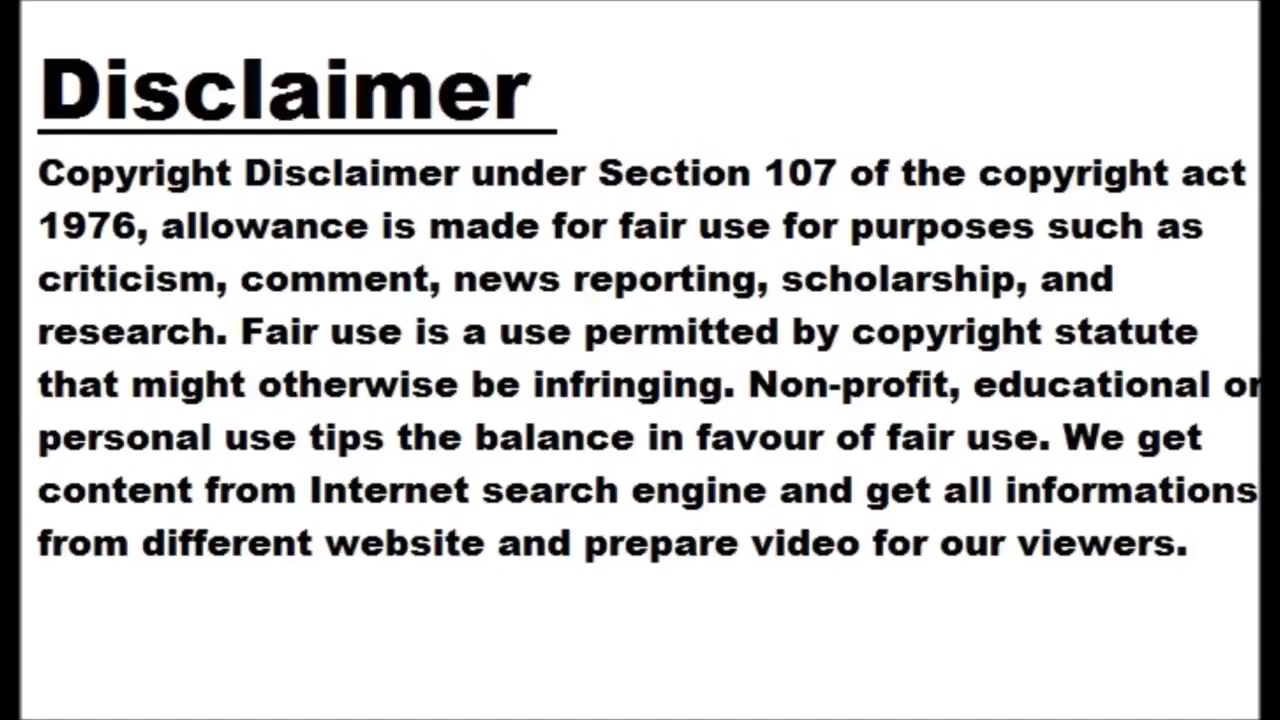 Disclaimer
Copyright Disclaimer under Section 107 of the copyright act
1976, allowance is made for fair use for purposes such as
criticism, comment, news reporting, scholarship, and
research. Fair use is a use permitted by copyright statute
that might otherwise be infringing. Non-profit, educational or
personal use tips the balance in favour of fair use. We get
content from Internet search engine and get all informations
from different website and prepare video for our viewers.